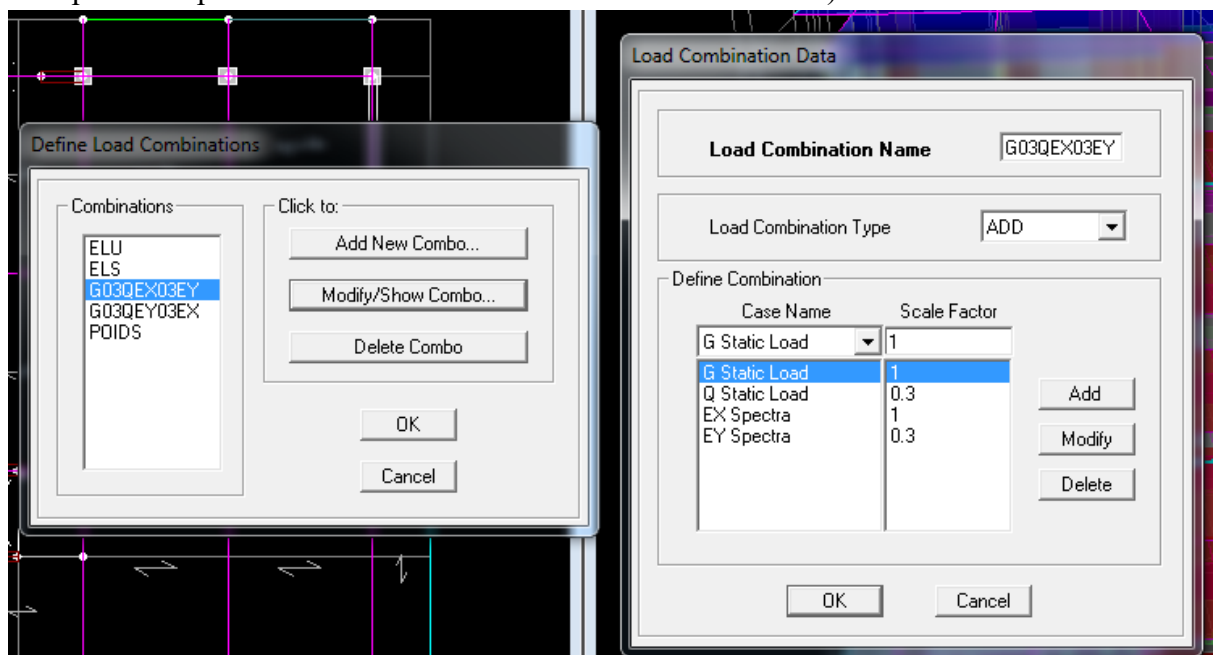 Load Combination Data
Load Combination Name G03QEX03EY
Load Combination Type ADD
Define Combination
Case Name Scale Factor
G Static Load 1
G Static Load 1
Q Static Load 0.3
EX Spectra 1
EY Spectra 0.3
Add
Modify
Delete
OK Cancel
Define Load Combinations
Combinations
ELU
ELS
G03QEX03EY
G03QEY03EX
POIDS
Click to:
Add New Combo...
Modify/Show Combo...
Delete Combo
OK
Cancel